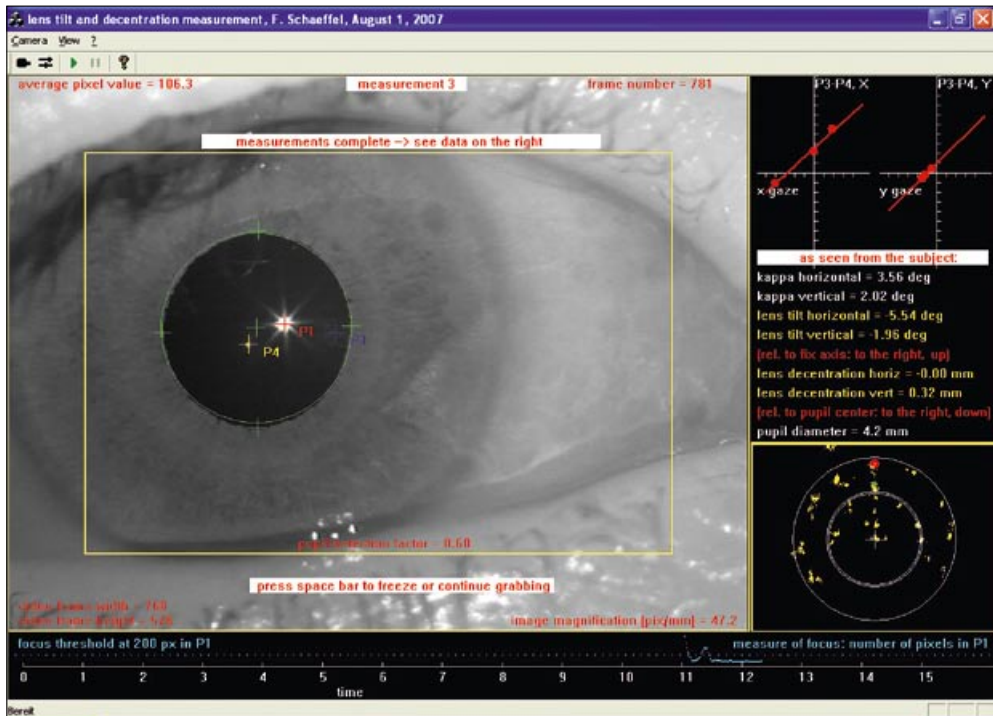 lens tilt and decentration measurement, F. Schaeffel, August 1, 2007
Camera View ?
average pixel value = 106.3
measurement 3
frame number = 781
measurements complete -> see data on the right
P1
P4
press space bar to freeze or continue grabbing
image magnification [pix/mm] = 47.2
P3-P4, X
P3-P4, Y
x gaze
y gaze
as seen from the subject:
kappa horizontal = 3.56 deg
kappa vertical = 2.02 deg
lens tilt horizontal = -5.54 deg
lens tilt vertical = -1.96 deg
(rel. to fix axis: to the right, up)
lens decentration horiz = -0.00 mm
lens decentration vert = 0.32 mm
(rel. to pupil center: to the right, down)
pupil diameter = 4.2 mm
focus threshold at 200 px in P1
measure of focus: number of pixels in P1
0 1 2 3 4 5 6 7 8 9 10 11 12 13 14 15
time
Bereit